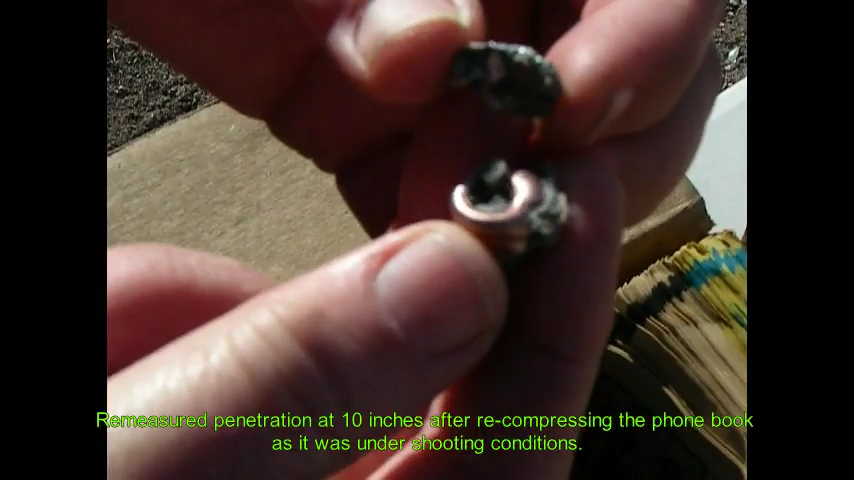 Remeasured penetration at 10 inches after re-compressing the phone book
as it was under shooting conditions.